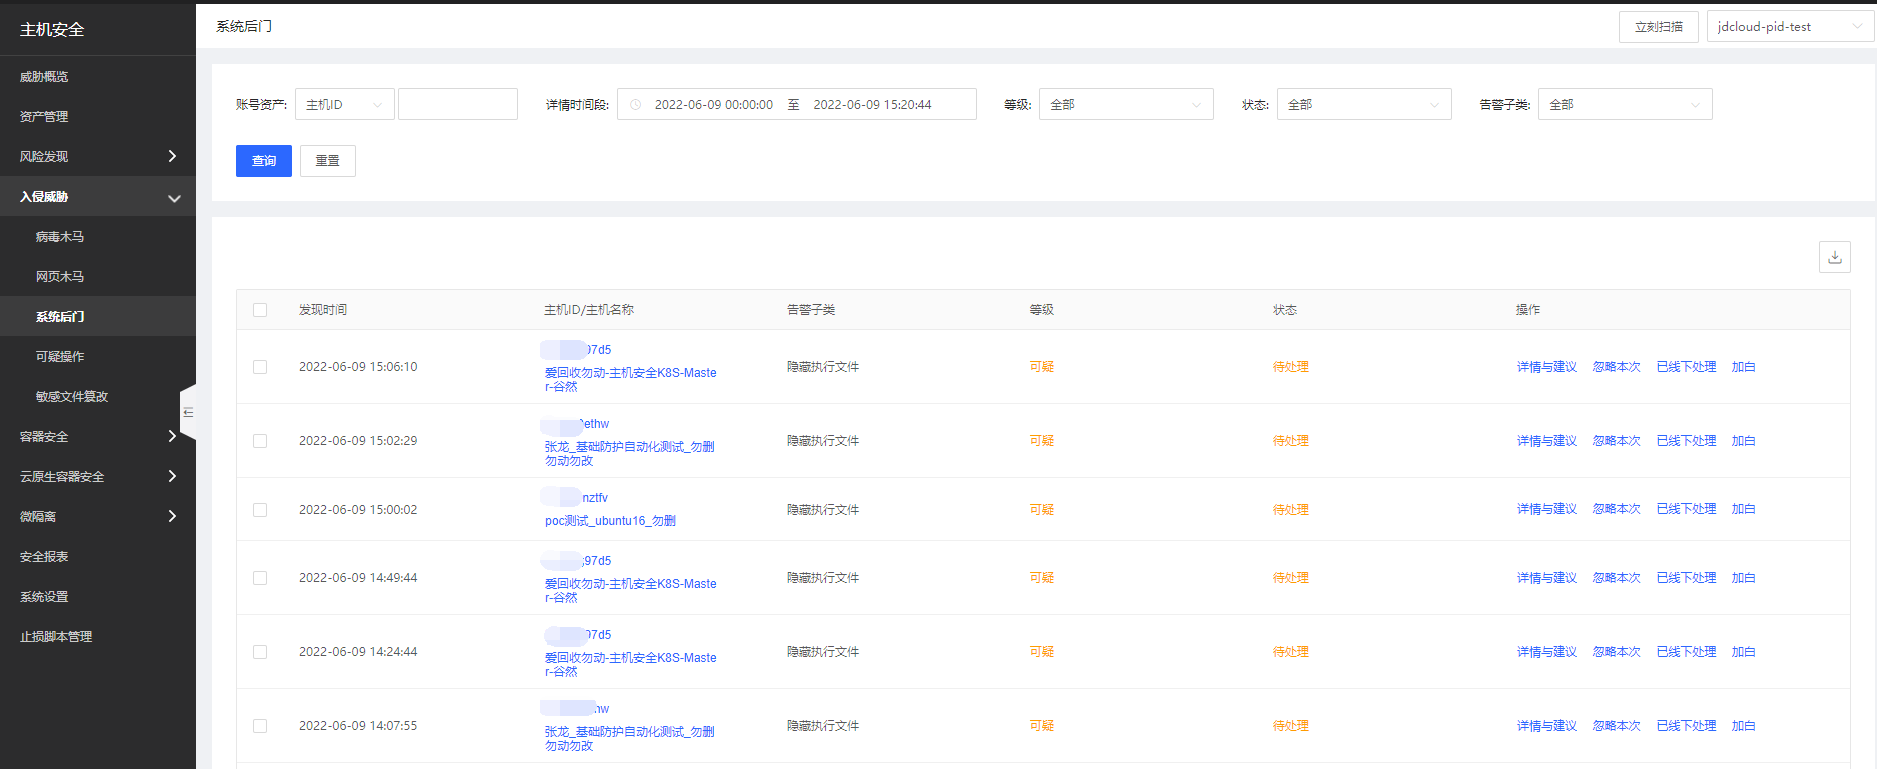 主机安全
系统后门
立刻扫描
jdcloud-pid-test
威胁概览
资产管理
风险发现
入侵威胁
病毒木马
网页木马
系统后门
可疑操作
敏感文件篡改
容器安全
云原生容器安全
微隔离
安全报表
系统设置
止损脚本管理
账号资产: 主机ID
详情时间段: 2022-06-09 00:00:00 至 2022-06-09 15:20:44
等级: 全部
状态: 全部
告警子类: 全部
查询
重置
发现时间 主机ID/主机名称 告警子类 等级 状态 操作
97d5
2022-06-09 15:06:10 隐藏执行文件 可疑 待处理 详情与建议 忽略本次 已线下处理 加白
爱回收勿动-主机安全K8S-Maste
r-谷然
ethw
2022-06-09 15:02:29 隐藏执行文件 可疑 待处理 详情与建议 忽略本次 已线下处理 加白
张龙_基础防护自动化测试_勿删
勿动勿改
nztfv
2022-06-09 15:00:02 隐藏执行文件 可疑 待处理 详情与建议 忽略本次 已线下处理 加白
poc测试_ubuntu16_勿删
97d5
2022-06-09 14:49:44 隐藏执行文件 可疑 待处理 详情与建议 忽略本次 已线下处理 加白
爱回收勿动-主机安全K8S-Maste
r-谷然
97d5
2022-06-09 14:24:44 隐藏执行文件 可疑 待处理 详情与建议 忽略本次 已线下处理 加白
爱回收勿动-主机安全K8S-Maste
r-谷然
hw
2022-06-09 14:07:55 隐藏执行文件 可疑 待处理 详情与建议 忽略本次 已线下处理 加白
张龙_基础防护自动化测试_勿删
勿动勿改